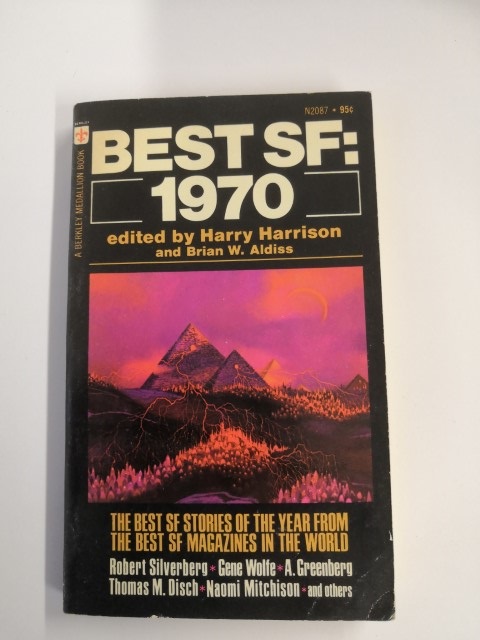 N2087 • 95¢
BEST SF:
1970
edited by Harry Harrison
and Brian W. Aldiss
A BERKLEY MEDALLION BOOK
THE BEST SF STORIES OF THE YEAR FROM
THE BEST SF MAGAZINES IN THE WORLD
Robert Silverberg * Gene Wolfe * A. Greenberg
Thomas M. Disch * Naomi Mitchison * and others